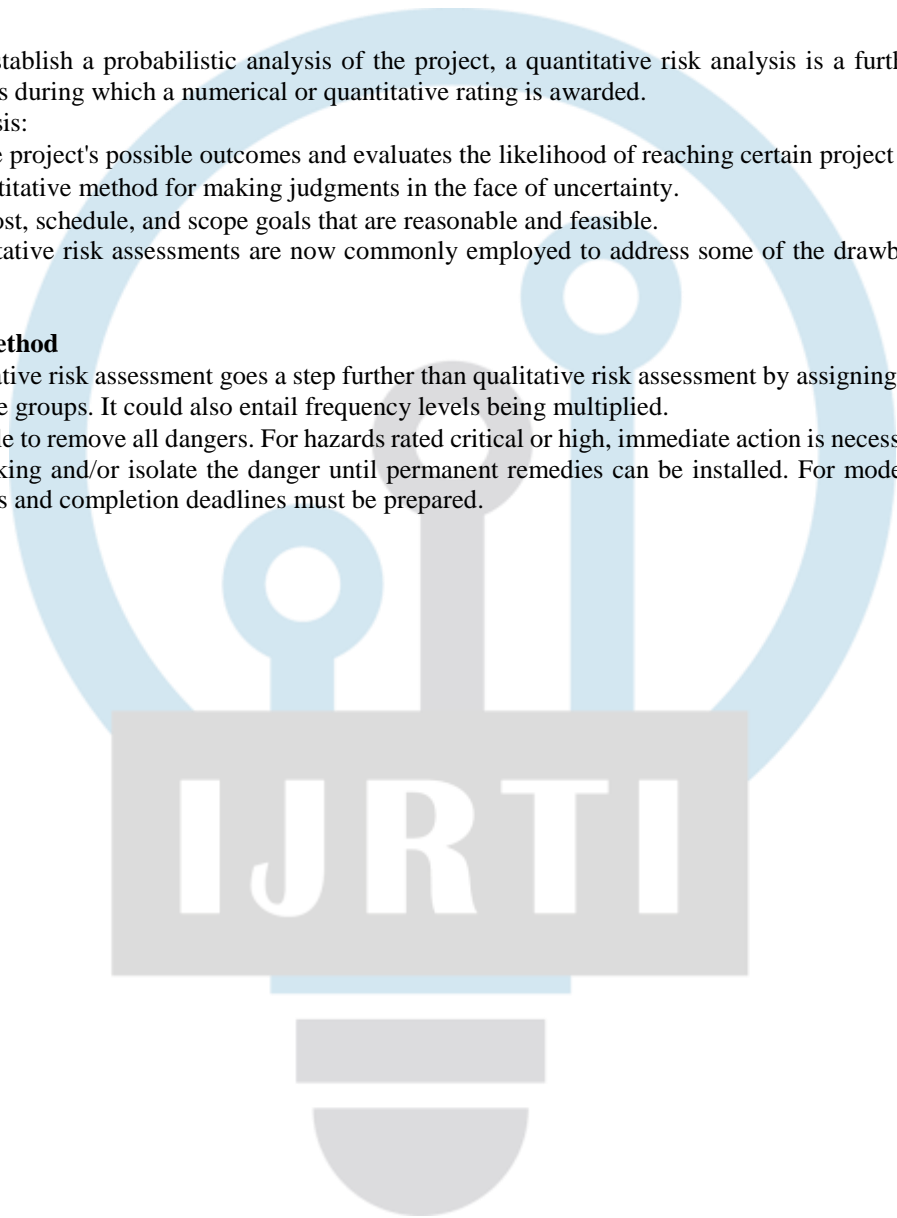 stablish a probabilistic analysis of the project, a quantitative risk analysis is a furth
s during which a numerical or quantitative rating is awarded.
sis:
e project's possible outcomes and evaluates the likelihood of reaching certain project
titative method for making judgments in the face of uncertainty.
ost, schedule, and scope goals that are reasonable and feasible.
tative risk assessments are now commonly employed to address some of the drawb
ethod
ative risk assessment goes a step further than qualitative risk assessment by assigning
e groups. It could also entail frequency levels being multiplied.
le to remove all dangers. For hazards rated critical or high, immediate action is necess
king and/or isolate the danger until permanent remedies can be installed. For mode
s and completion deadlines must be prepared.
IJRTI